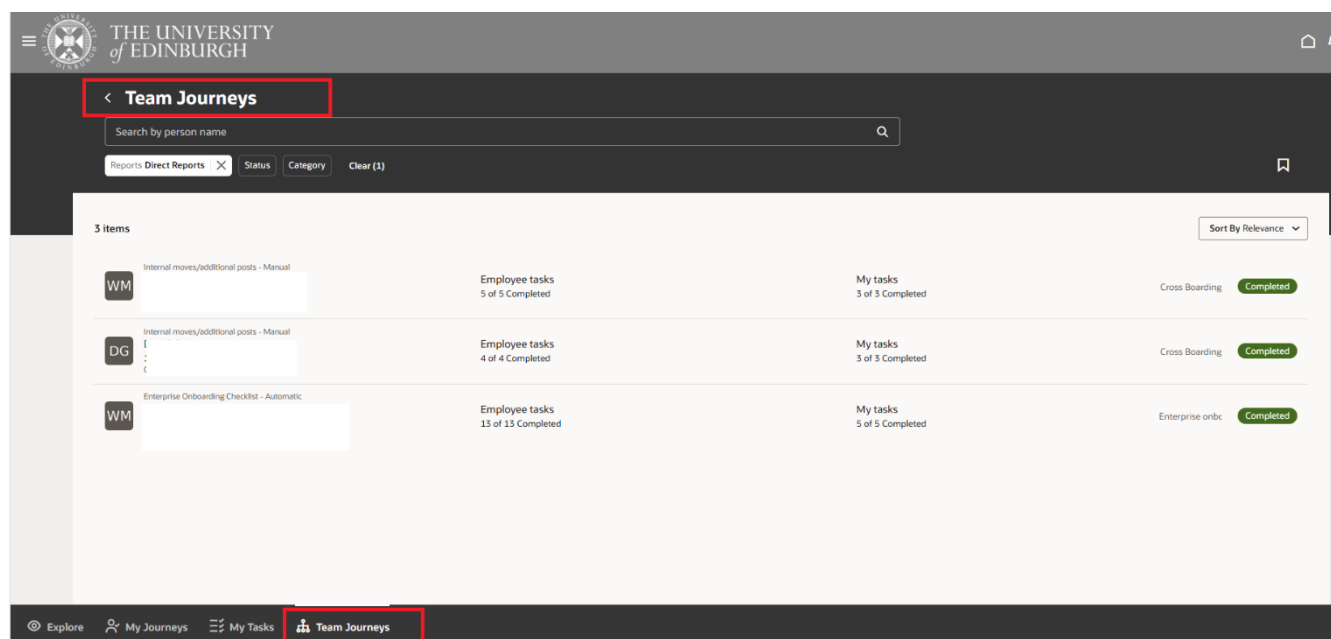 THE UNIVERSITY
of EDINBURGH
Team Journeys
Search by person name
Reports Direct Reports Status Category Clear (1)
3 items Sort By Relevance
Internal moves/additional posts - Manual
WM Employee tasks My tasks
5 of 5 Completed 3 of 3 Completed Cross Boarding Completed
Internal moves/additional posts - Manual
DG Employee tasks My tasks
4 of 4 Completed 3 of 3 Completed Cross Boarding Completed
Enterprise Onboarding Checklist - Automatic
WM Employee tasks My tasks
13 of 13 Completed 5 of 5 Completed Enterprise onbc Completed
Explore My Journeys My Tasks Team Journeys